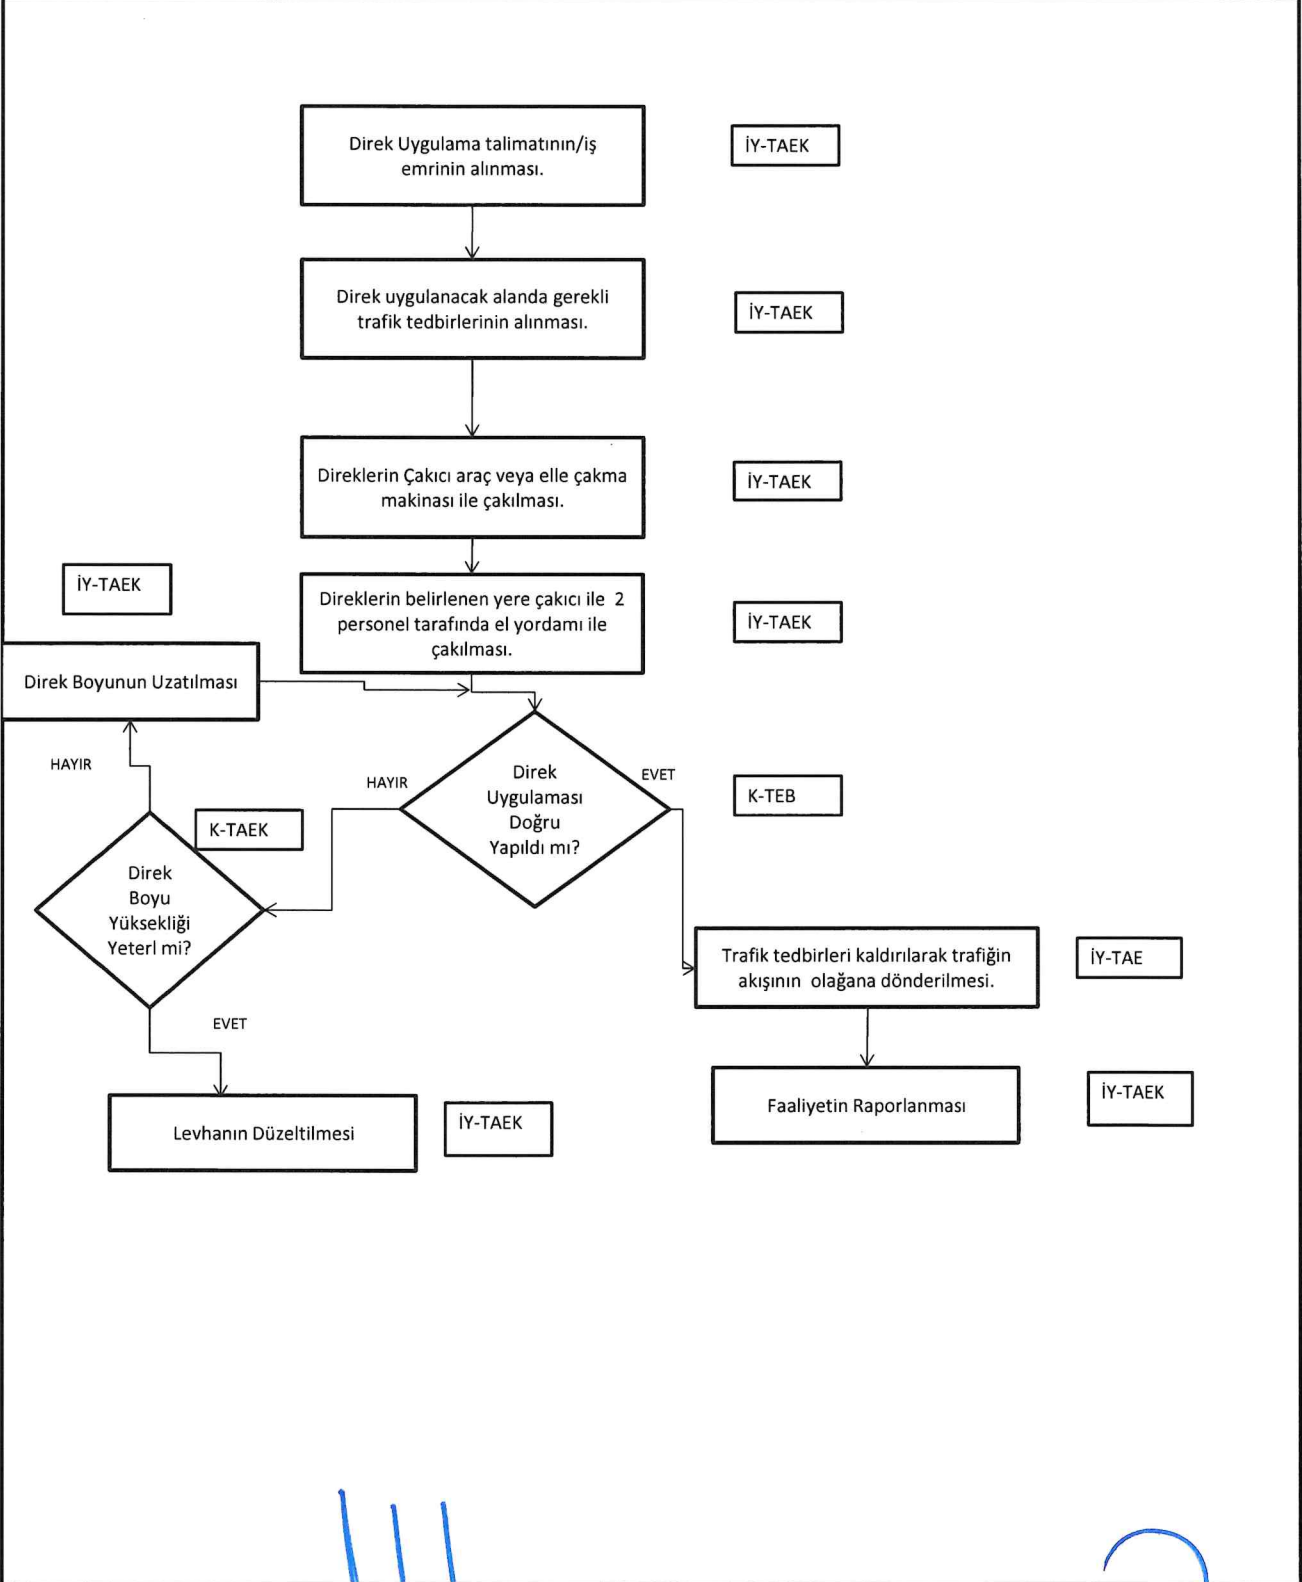 Direk Uygulama talimatının/iş
emrinin alınması.
İY-TAEK
Direk uygulanacak alanda gerekli
trafik tedbirlerinin alınması.
İY-TAEK
Direklerin Çakıcı araç veya elle çakma
makinası ile çakılması.
İY-TAEK
İY-TAEK
Direklerin belirlenen yere çakıcı ile 2
personel tarafında el yordamı ile
çakılması.
İY-TAEK
Direk Boyunun Uzatılması
HAYIR
HAYIR
Direk
Uygulaması
Doğru
Yapıldı mı?
EVET
K-TEB
K-TAEK
Direk
Boyu
Yüksekliği
Yeterl mi?
Trafik tedbirleri kaldırılarak trafiğin
akışının olağana dönderilmesi.
İY-TAE
EVET
Levhanın Düzeltilmesi
İY-TAEK
Faaliyetin Raporlanması
İY-TAEK